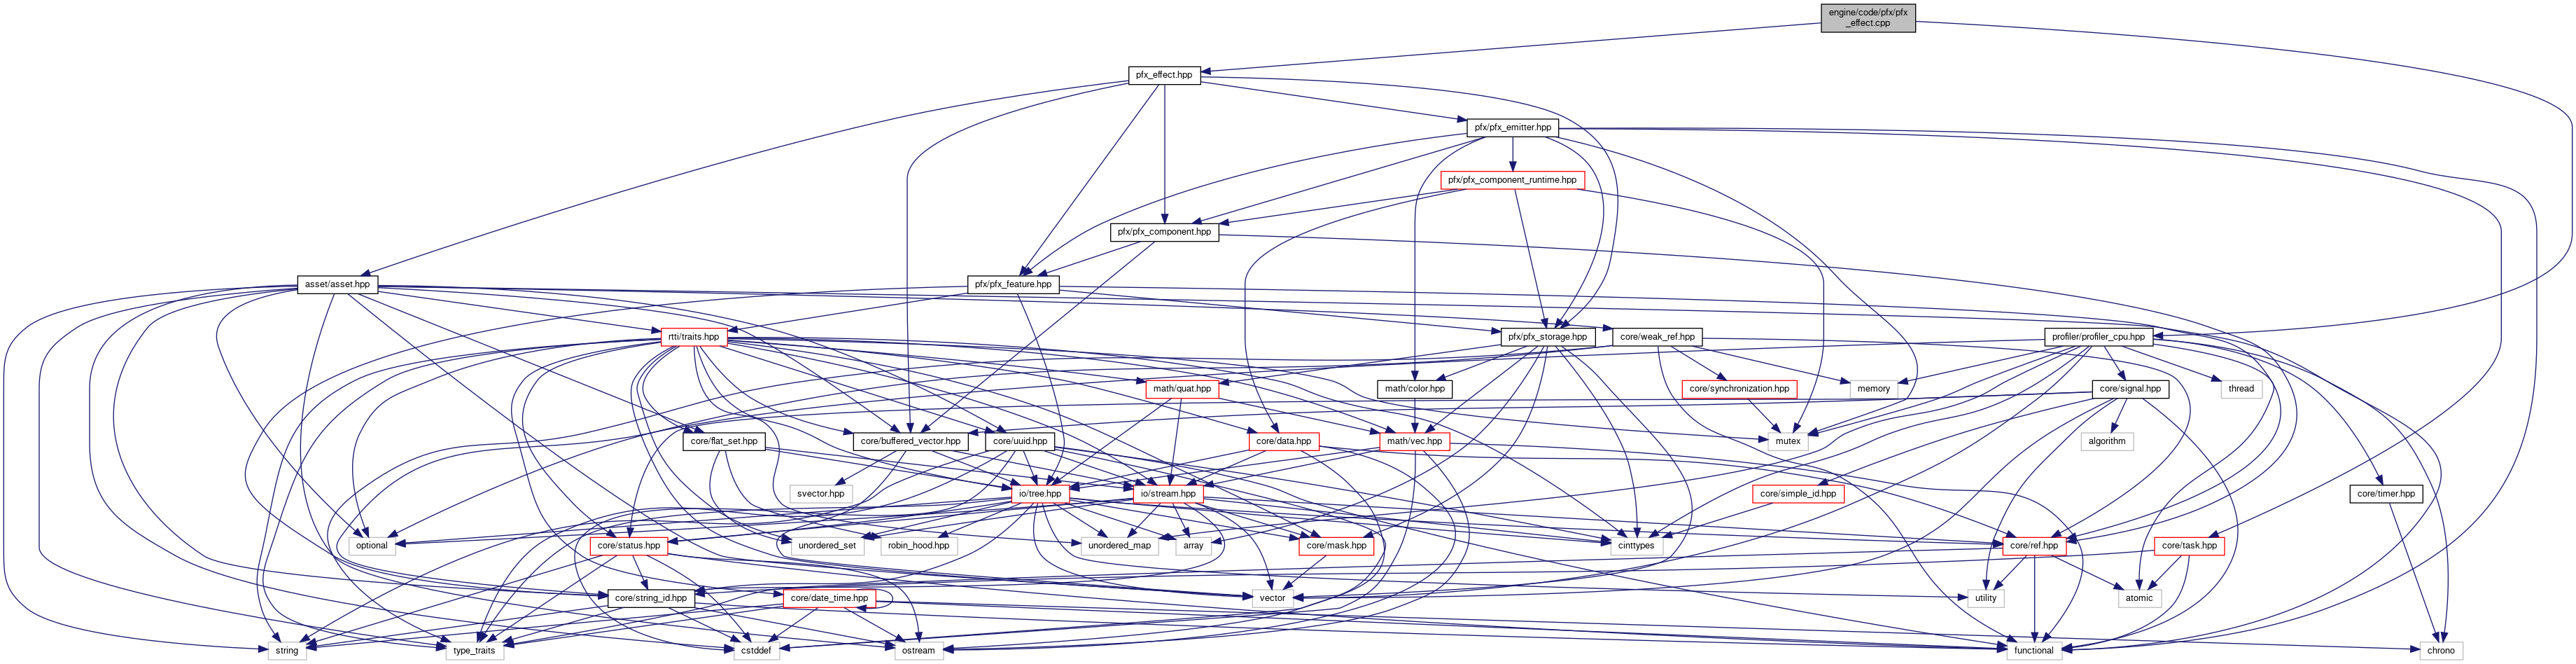 engine/code/pfx/pfx
_effect.cpp
pfx_effect.hpp
pfx/pfx_emitter.hpp
pfx/pfx_component_runtime.hpp
pfx/pfx_component.hpp
asset/asset.hpp
pfx/pfx_feature.hpp
rtti/traits.hpp
core/weak_ref.hpp
pfx/pfx_storage.hpp
profiler/profiler_cpu.hpp
math/quat.hpp
math/color.hpp
core/synchronization.hpp
memory
core/signal.hpp
thread
core/flat_set.hpp
core/buffered_vector.hpp
core/uuid.hpp
core/data.hpp
math/vec.hpp
mutex
algorithm
svector.hpp
io/tree.hpp
io/stream.hpp
core/simple_id.hpp
core/timer.hpp
optional
core/status.hpp
unordered_set
robin_hood.hpp
unordered_map
array
core/mask.hpp
cinttypes
core/ref.hpp
core/task.hpp
core/string_id.hpp
core/date_time.hpp
vector
utility
atomic
string
type_traits
cstddef
ostream
functional
chrono